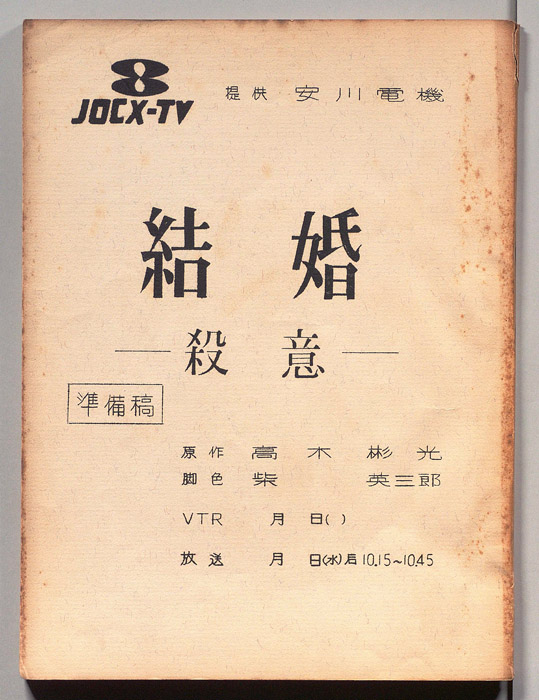 8
JOCX-TV
提供 安川電機
結婚
—殺意—
準備稿
原作 高木彬光
脚色 柴英三郎
VTR 月 日( )
放送 月 日(水)后10.15~10.45